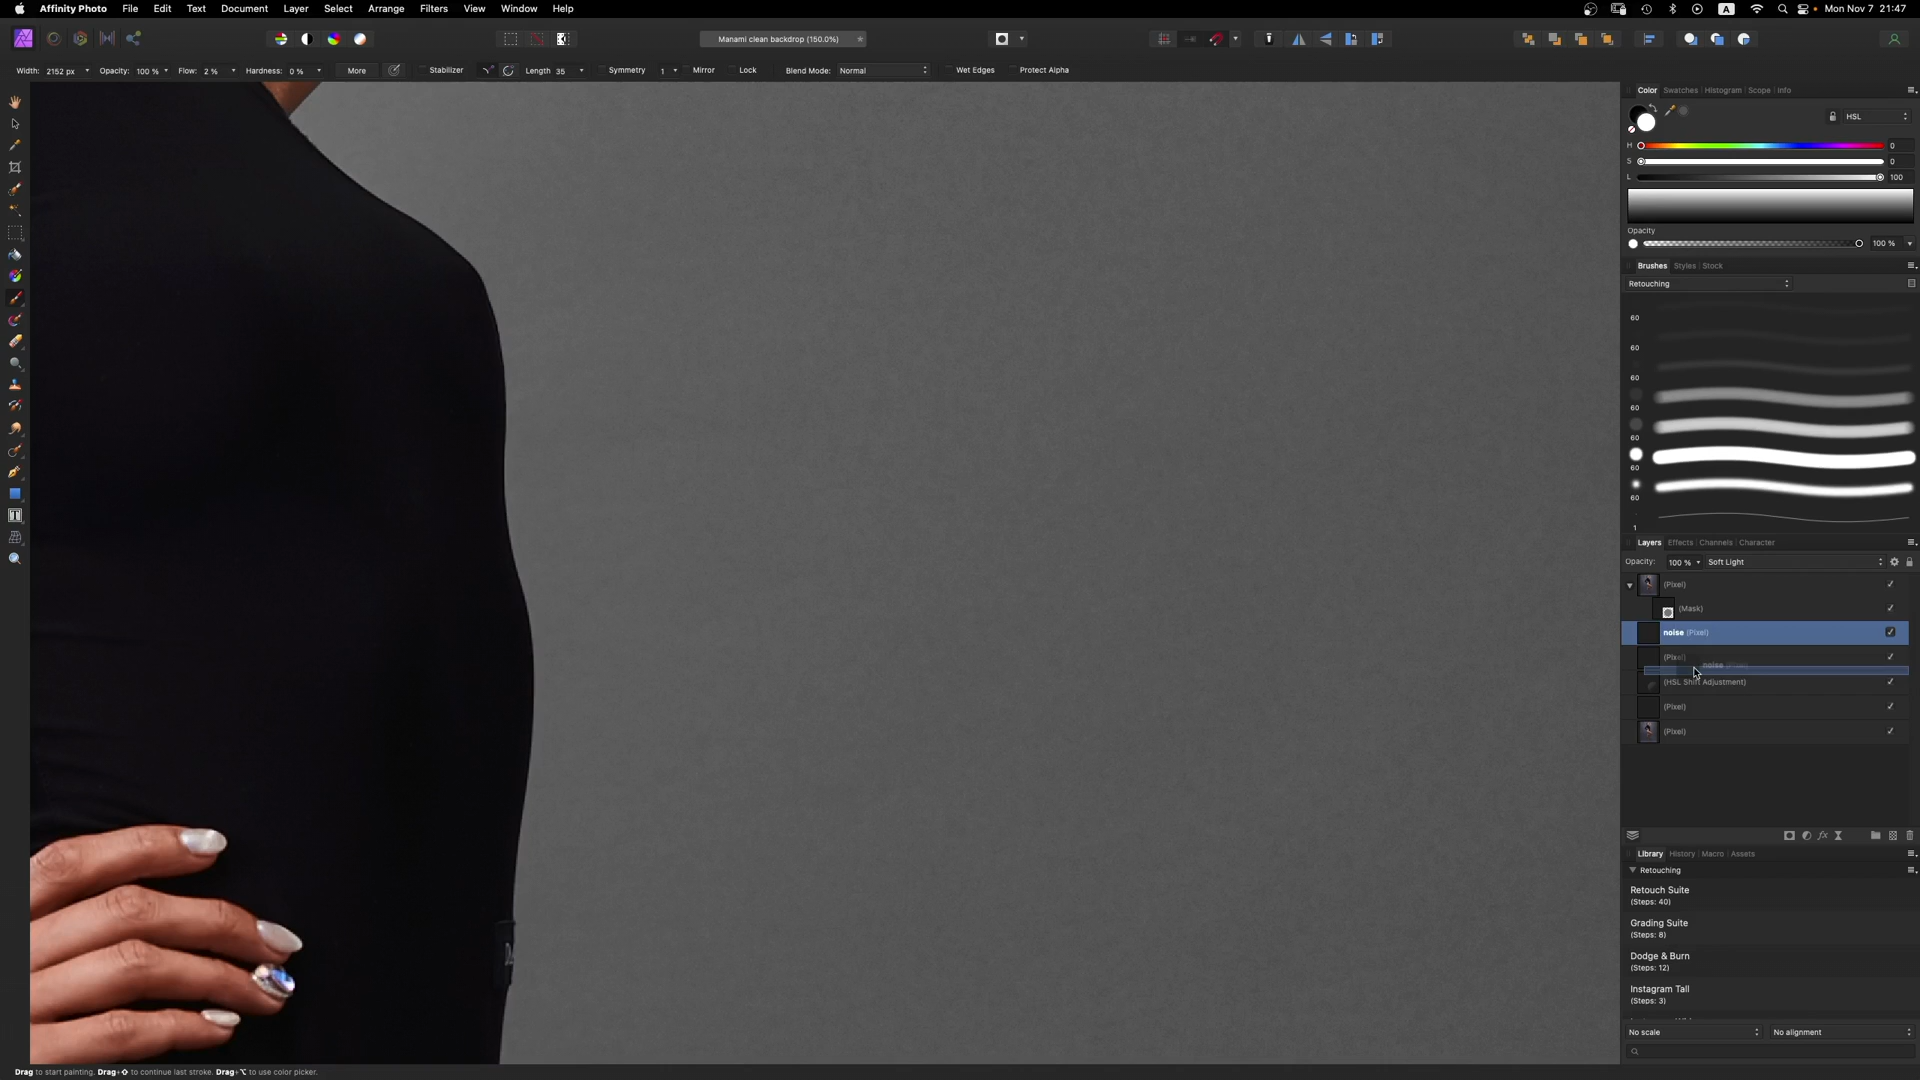 Affinity Photo File Edit Text Document Layer Select Arrange Filters View Window Help A Mon Nov 7 21:47
Manami clean backdrop (150.0%)
Width: 2152 px Opacity: 100 % Flow: 2 % Hardness: 0 % More Stabilizer Length 35 Symmetry 1 Mirror Lock Blend Mode: Normal Wet Edges Protect Alpha
Color Swatches Histogram Scope Info
HSL
H 0
S 0
L 100
Opacity
100 %
Brushes Styles Stock
Retouching
60
60
60
60
60
60
60
1
Layers Effects Channels Character
Opacity: 100 % Soft Light
(Pixel)
(Mask)
noise (Pixel)
(Pixel)
noise (Pixel)
(HSL Shift Adjustment)
(Pixel)
(Pixel)
Library History Macro Assets
Retouching
Retouch Suite
(Steps: 40)
Grading Suite
(Steps: 8)
Dodge & Burn
(Steps: 12)
Instagram Tall
(Steps: 3)
No scale No alignment
Drag to start painting. Drag+⇧ to continue last stroke. Drag+⌥ to use color picker.